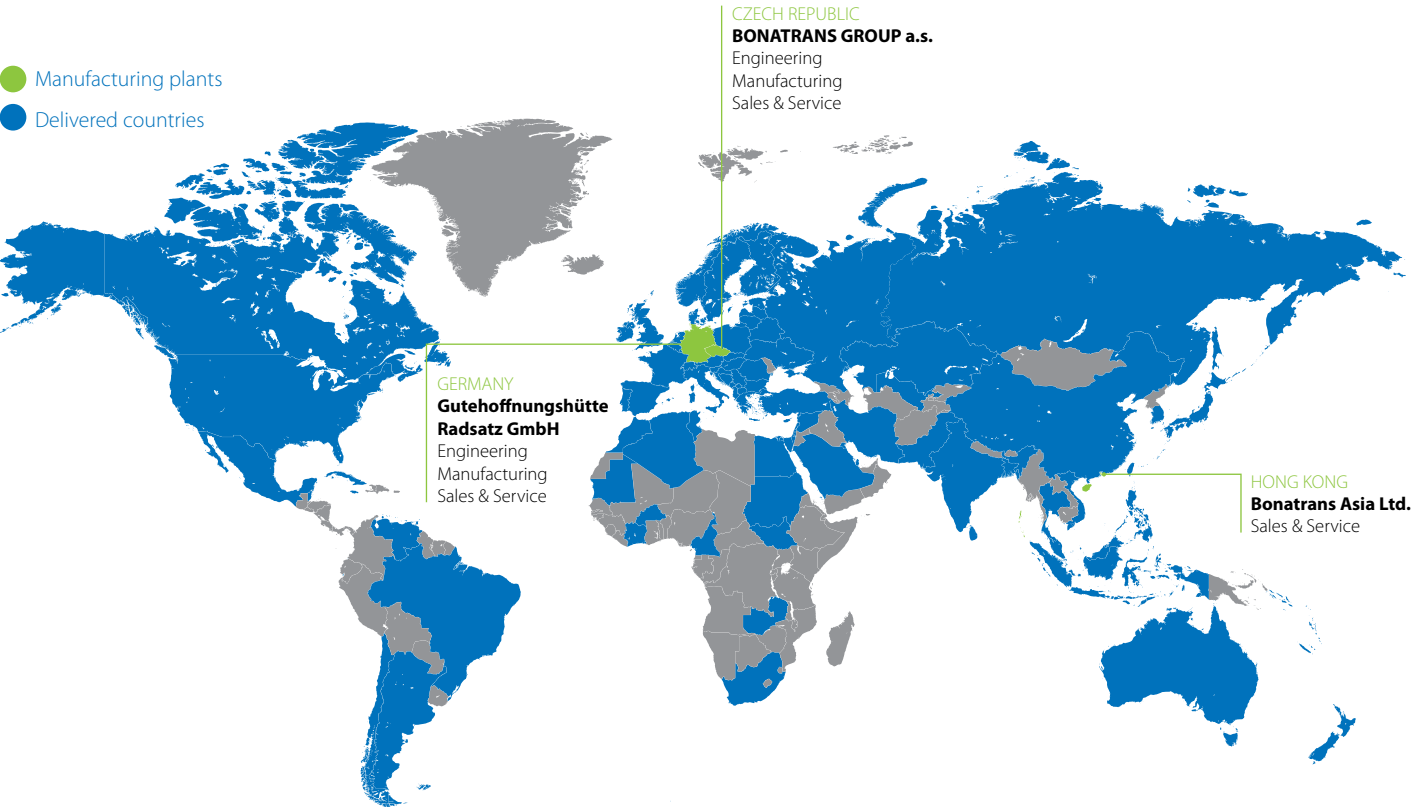 CZECH REPUBLIC
BONATRANS GROUP a.s.
Engineering
Manufacturing
Sales & Service
Manufacturing plants
Delivered countries
GERMANY
Gutehoffnungshütte
Radsatz GmbH
Engineering
Manufacturing
Sales & Service
HONG KONG
Bonatrans Asia Ltd.
Sales & Service